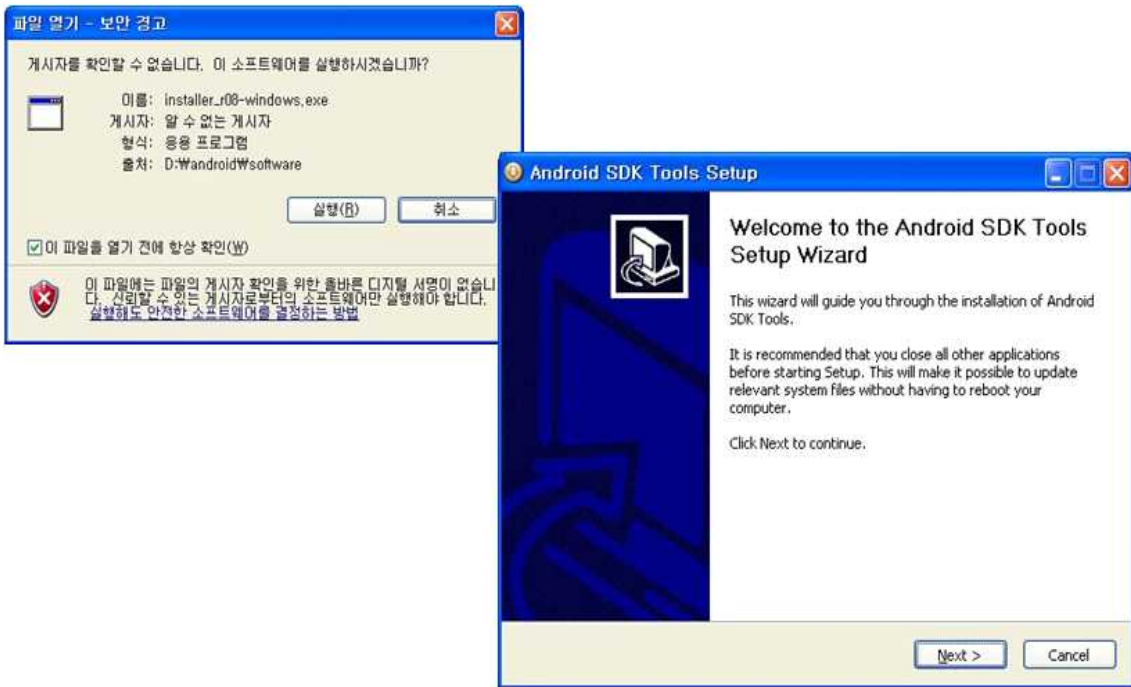 파일 열기 - 보안 경고
게시자를 확인할 수 없습니다. 이 소프트웨어를 실행하시겠습니까?
이름: installer_r08-windows.exe
게시자: 알 수 없는 게시자
형식: 응용 프로그램
출처: D:₩android₩software
실행(R) 취소
이 파일을 열기 전에 항상 확인(W)
이 파일에는 파일의 게시자 확인을 위한 올바른 디지털 서명이 없습니
다. 신뢰할 수 있는 게시자로부터의 소프트웨어만 실행해야 합니다.
실행해도 안전한 소프트웨어를 결정하는 방법
Android SDK Tools Setup
Welcome to the Android SDK Tools
Setup Wizard
This wizard will guide you through the installation of Android
SDK Tools.
It is recommended that you close all other applications
before starting Setup. This will make it possible to update
relevant system files without having to reboot your
computer.
Click Next to continue.
Next > Cancel